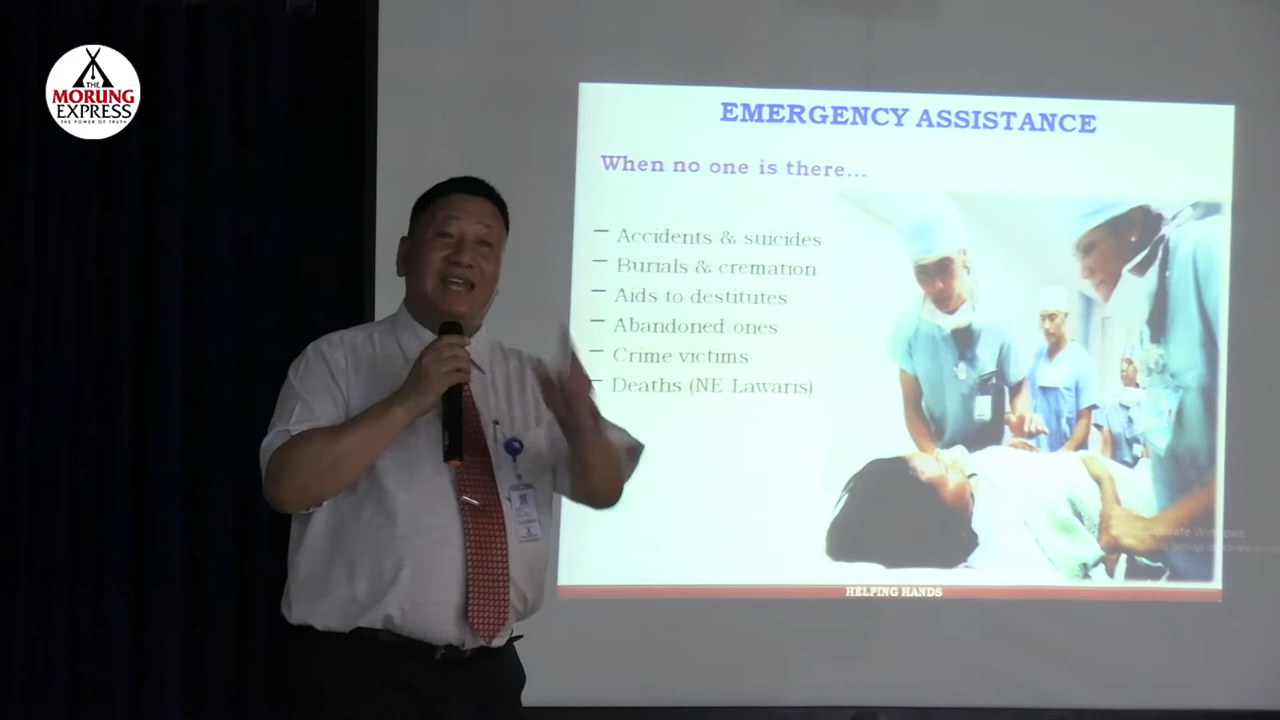 THE
MORUNG
EXPRESS
THE POWER OF TRUTH
EMERGENCY ASSISTANCE
When no one is there...
– Accidents & suicides
– Burials & cremation
– Aids to destitutes
– Abandoned ones
– Crime victims
– Deaths (NE Lawaris)
HELPING HANDS